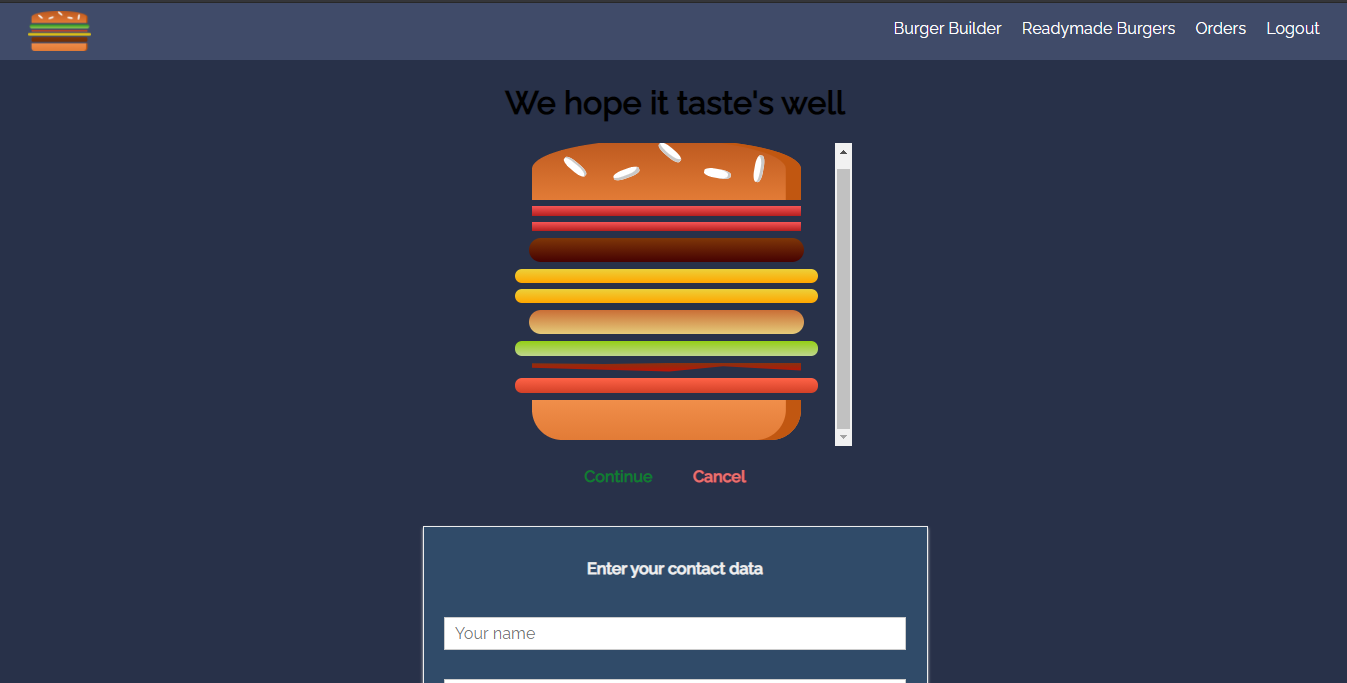 Burger Builder Readymade Burgers Orders Logout
We hope it taste's well
Continue Cancel
Enter your contact data
Your name